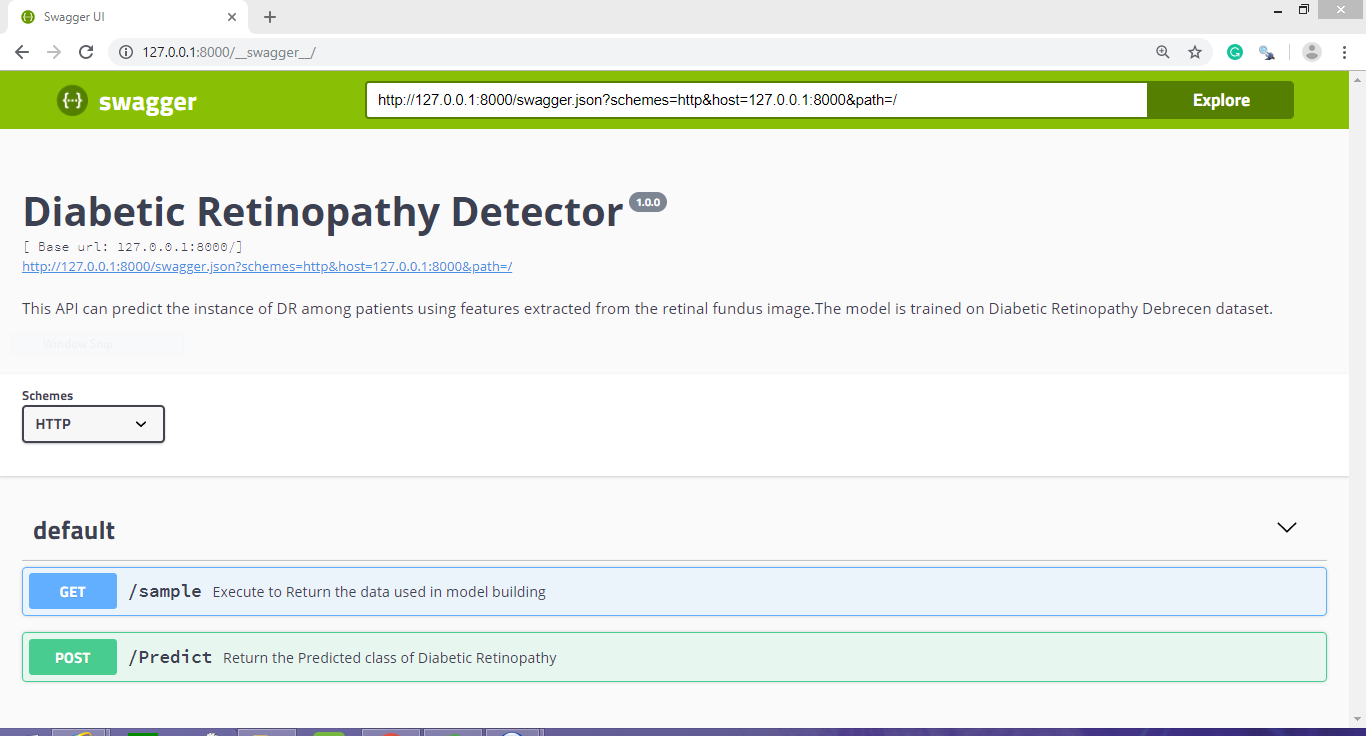 Swagger UI
127.0.0.1:8000/__swagger__/
swagger
http://127.0.0.1:8000/swagger.json?schemes=http&host=127.0.0.1:8000&path=/
Explore
Diabetic Retinopathy Detector 1.0.0
[ Base url: 127.0.0.1:8000/]
http://127.0.0.1:8000/swagger.json?schemes=http&host=127.0.0.1:8000&path=/
This API can predict the instance of DR among patients using features extracted from the retinal fundus image.The model is trained on Diabetic Retinopathy Debrecen dataset.
Window Snip
Schemes
HTTP
default
GET /sample Execute to Return the data used in model building
POST /Predict Return the Predicted class of Diabetic Retinopathy